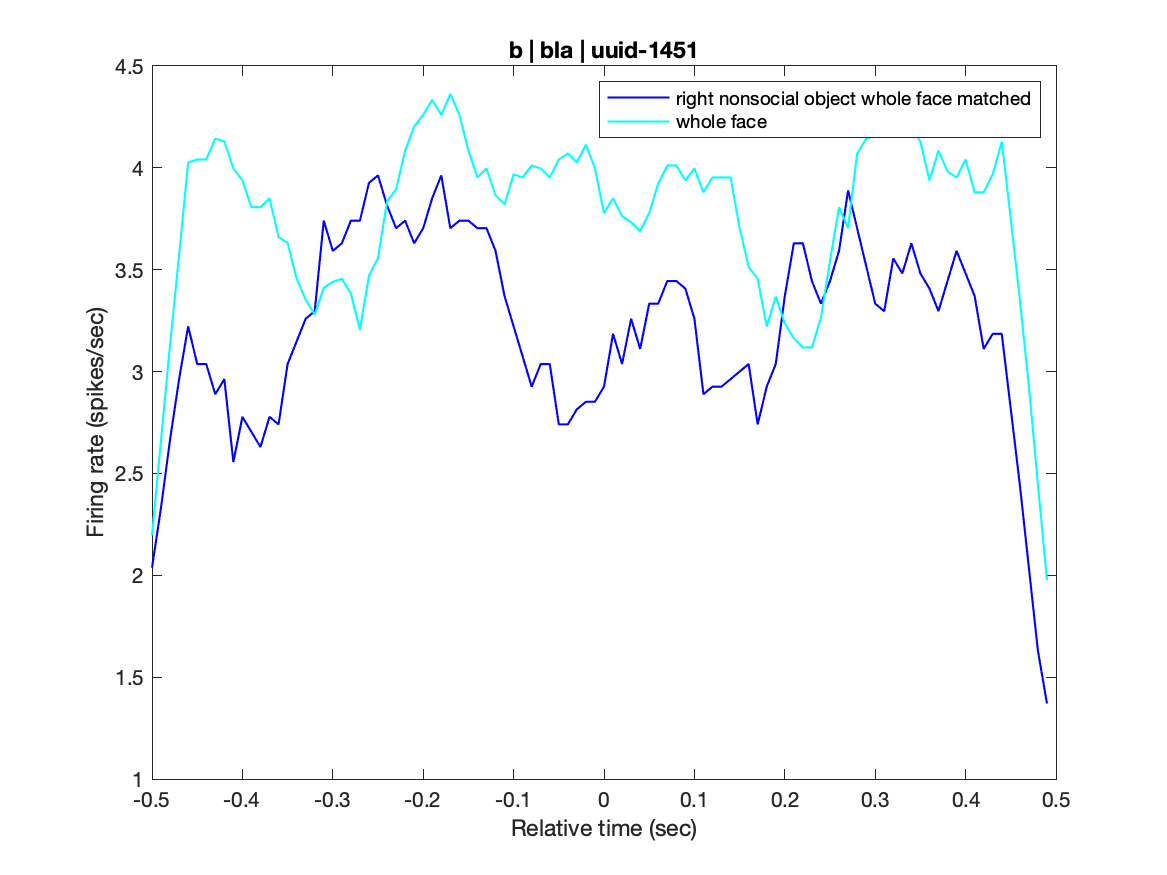 b | bla | uuid-1451
right nonsocial object whole face matched
whole face
4.5
4
3.5
3
2.5
2
1.5
1
Firing rate (spikes/sec)
-0.5 -0.4 -0.3 -0.2 -0.1 0 0.1 0.2 0.3 0.4 0.5
Relative time (sec)